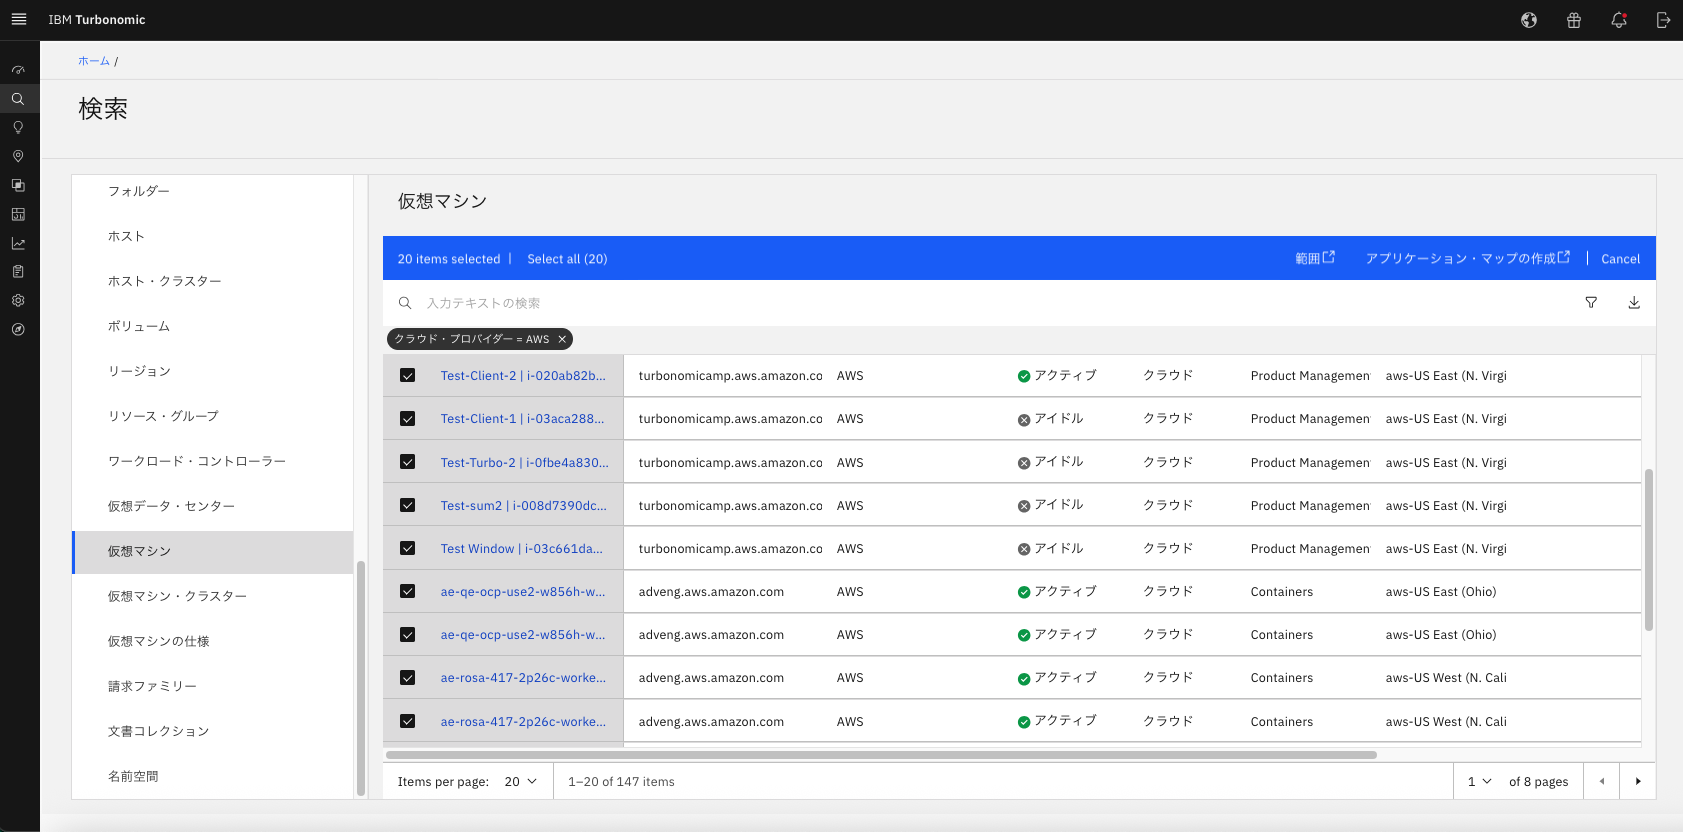 IBM Turbonomic
ホーム /
検索
フォルダー
ホスト
ホスト・クラスター
ボリューム
リージョン
リソース・グループ
ワークロード・コントローラー
仮想データ・センター
仮想マシン
仮想マシン・クラスター
仮想マシンの仕様
請求ファミリー
文書コレクション
名前空間
仮想マシン
20 items selected | Select all (20) 範囲 アプリケーション・マップの作成 | Cancel
入力テキストの検索
クラウド・プロバイダー = AWS
Test-Client-2 | i-020ab82b... turbonomicamp.aws.amazon.co AWS アクティブ クラウド Product Managemen aws-US East (N. Virgi
Test-Client-1 | i-03aca288... turbonomicamp.aws.amazon.co AWS アイドル クラウド Product Managemen aws-US East (N. Virgi
Test-Turbo-2 | i-0fbe4a830... turbonomicamp.aws.amazon.co AWS アイドル クラウド Product Managemen aws-US East (N. Virgi
Test-sum2 | i-008d7390dc... turbonomicamp.aws.amazon.co AWS アイドル クラウド Product Managemen aws-US East (N. Virgi
Test Window | i-03c661da... turbonomicamp.aws.amazon.co AWS アイドル クラウド Product Managemen aws-US East (N. Virgi
ae-qe-ocp-use2-w856h-w... adveng.aws.amazon.com AWS アクティブ クラウド Containers aws-US East (Ohio)
ae-qe-ocp-use2-w856h-w... adveng.aws.amazon.com AWS アクティブ クラウド Containers aws-US East (Ohio)
ae-rosa-417-2p26c-worke... adveng.aws.amazon.com AWS アクティブ クラウド Containers aws-US West (N. Cali
ae-rosa-417-2p26c-worke... adveng.aws.amazon.com AWS アクティブ クラウド Containers aws-US West (N. Cali
Items per page: 20 1–20 of 147 items 1 of 8 pages